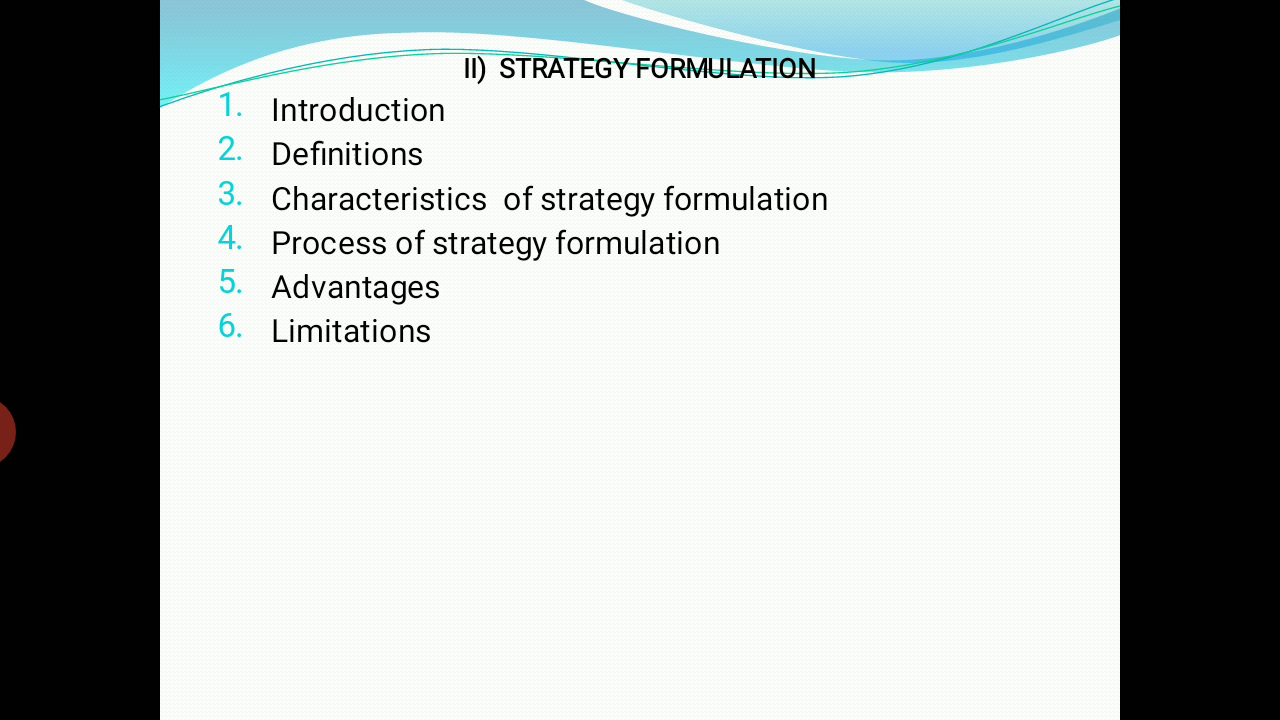 II) STRATEGY FORMULATION
1. Introduction
2. Definitions
3. Characteristics of strategy formulation
4. Process of strategy formulation
5. Advantages
6. Limitations